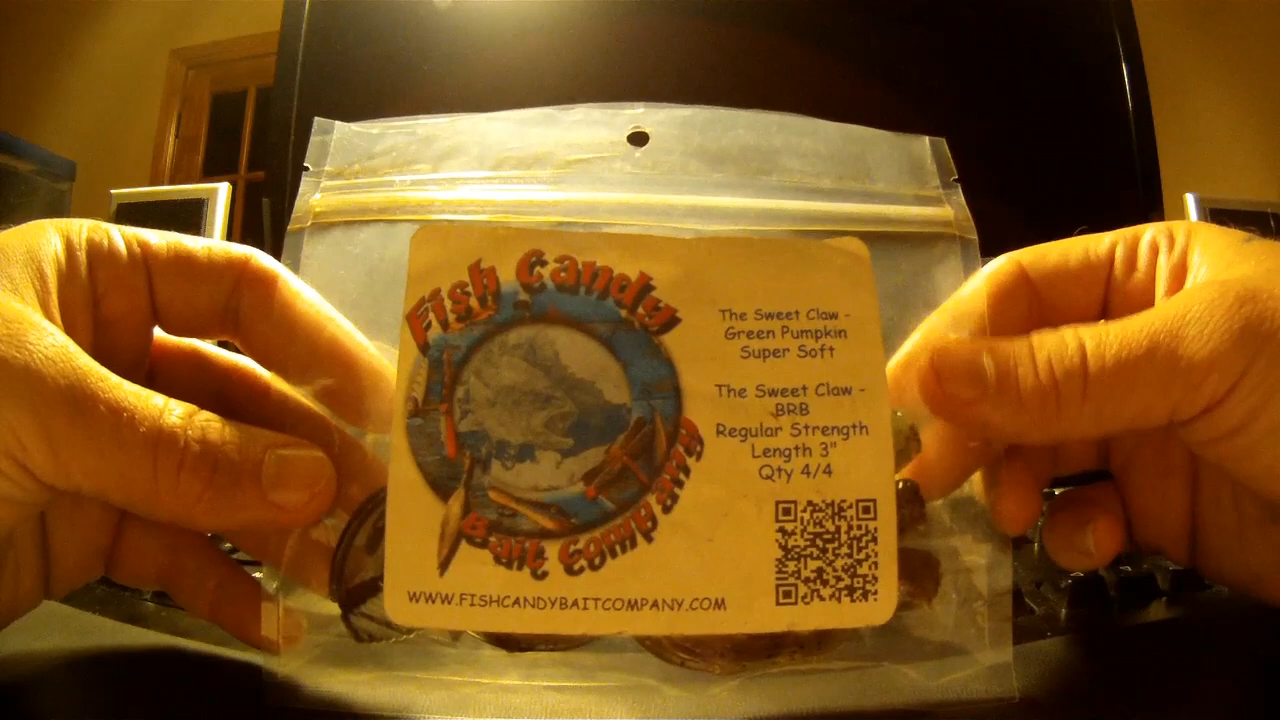 Fish Candy
Bait Company
The Sweet Claw -
Green Pumpkin
Super Soft
The Sweet Claw -
BRB
Regular Strength
Length 3"
Qty 4/4
WWW.FISHCANDYBAITCOMPANY.COM